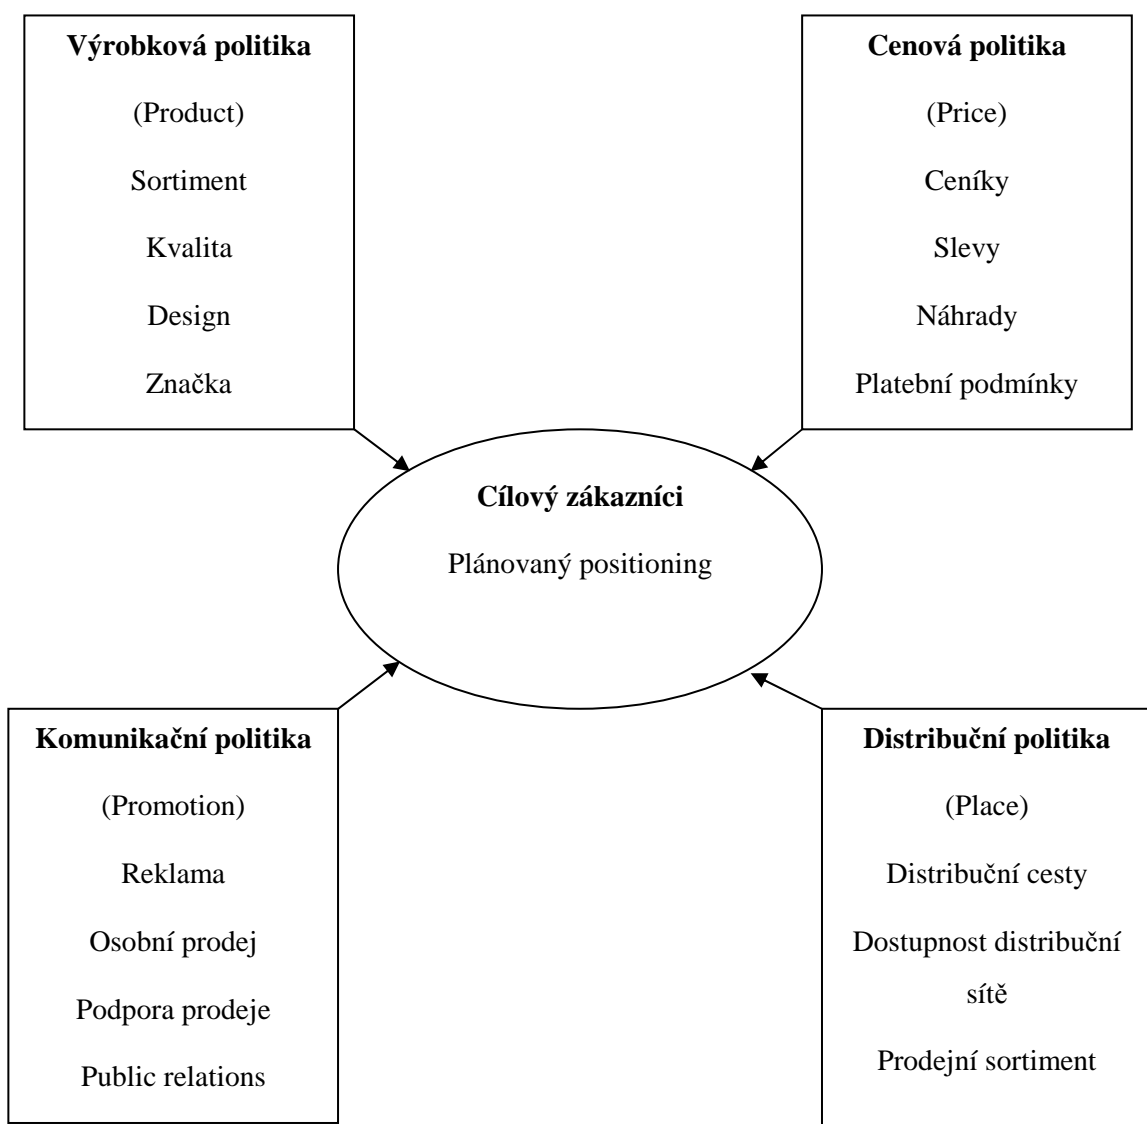 Výrobková politika
(Product)
Sortiment
Kvalita
Design
Značka
Cenová politika
(Price)
Ceníky
Slevy
Náhrady
Platební podmínky
Cílový zákazníci
Plánovaný positioning
Komunikační politika
(Promotion)
Reklama
Osobní prodej
Podpora prodeje
Public relations
Distribuční politika
(Place)
Distribuční cesty
Dostupnost distribuční
sítě
Prodejní sortiment